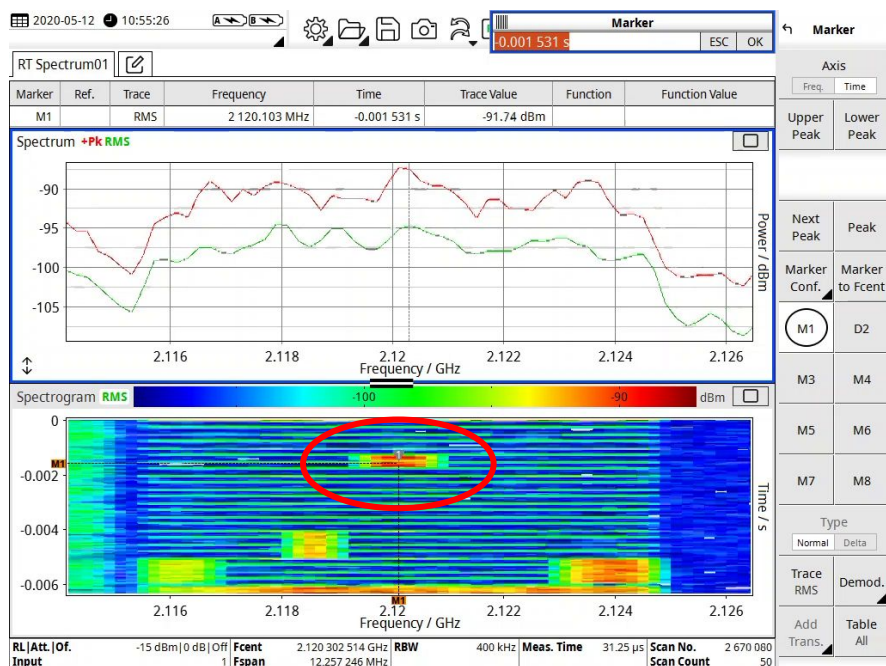 2020-05-12 10:55:26 A B
Marker
-0.001 531 s ESC OK
Marker
RT Spectrum01
Axis
Freq. Time
Marker Ref. Trace Frequency Time Trace Value Function Function Value
M1 RMS 2 120.103 MHz -0.001 531 s -91.74 dBm
Upper Peak Lower Peak
Spectrum +Pk RMS
-90
-95
-100
-105
Power / dBm
2.116 2.118 2.12 2.122 2.124 2.126
Frequency / GHz
Next Peak Peak
Marker Conf. Marker to Fcent
M1 D2
M3 M4
M5 M6
M7 M8
Type
Normal Delta
Trace RMS Demod.
Add Trans. Table All
Spectrogram RMS -100 -90 dBm
0
M1
-0.002
-0.004
-0.006
Time / s
M1
2.116 2.118 2.12 2.122 2.124 2.126
Frequency / GHz
RL|Att.|Of. -15 dBm|0 dB|Off Fcent 2.120 302 514 GHz RBW 400 kHz Meas. Time 31.25 µs Scan No. 2 670 080
Input 1 Fspan 12.257 246 MHz Scan Count 50